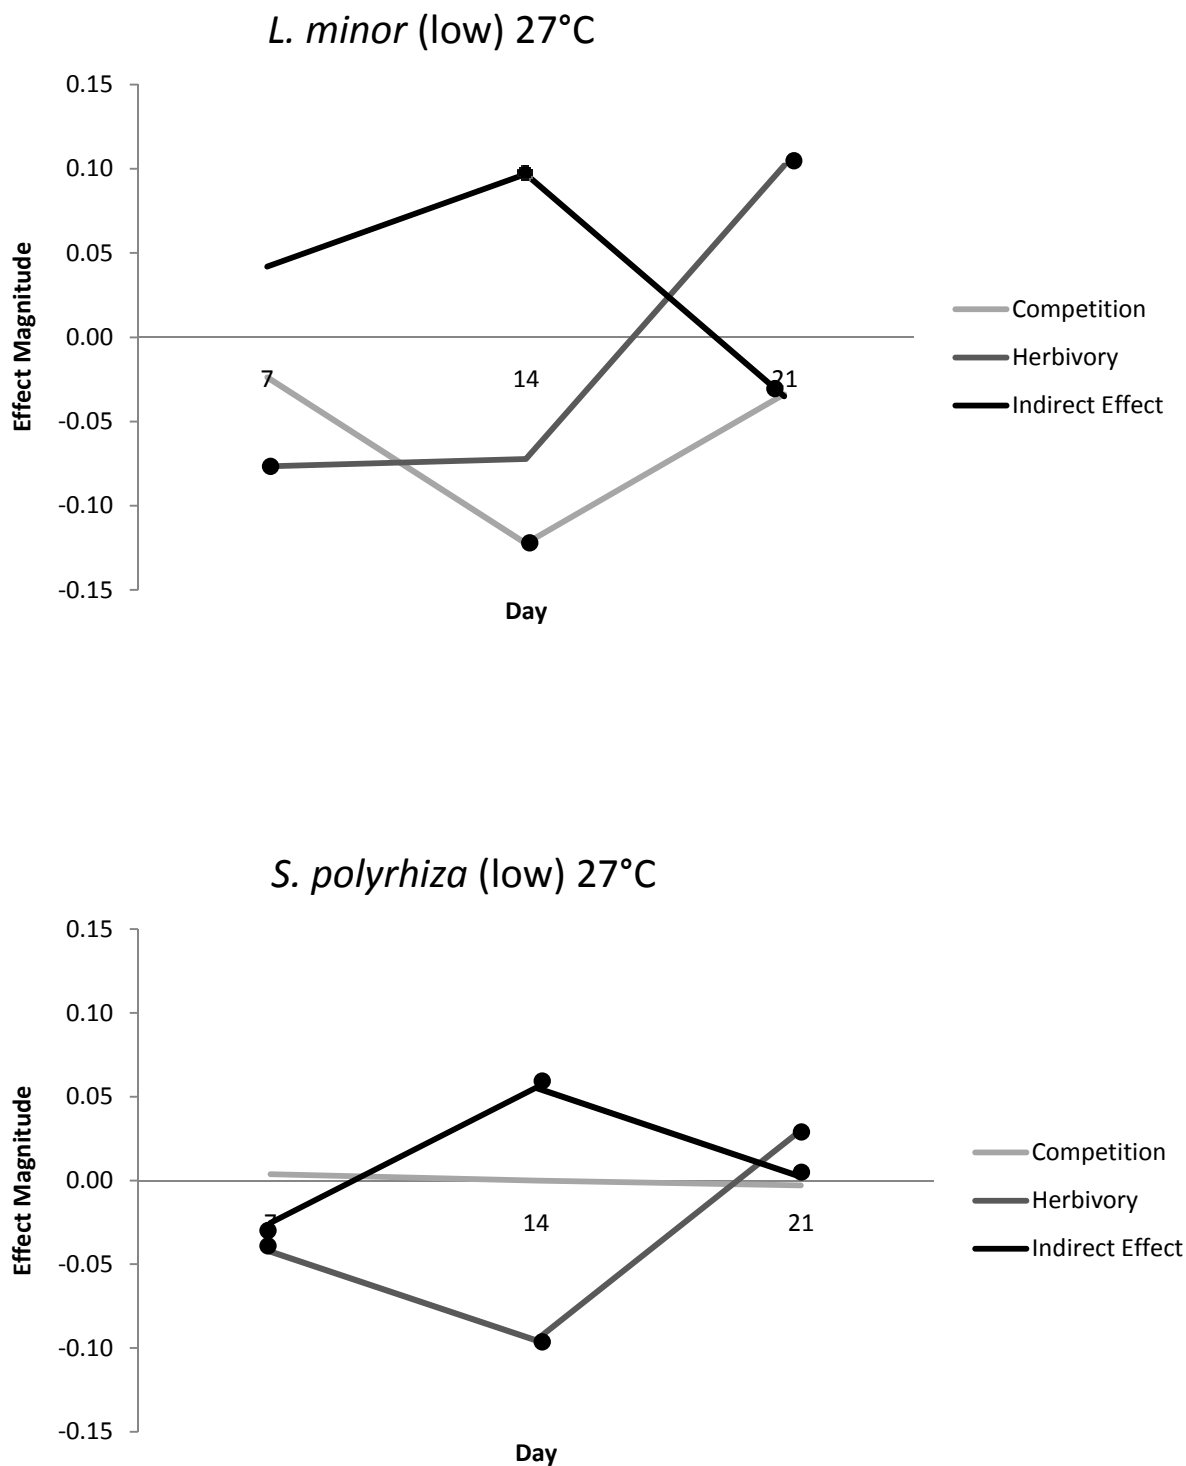 L. minor (low) 27°C
0.15
0.10
0.05
0.00
-0.05
-0.10
-0.15
Effect Magnitude
7
14
21
Day
Competition
Herbivory
Indirect Effect
S. polyrhiza (low) 27°C
0.15
0.10
0.05
0.00
-0.05
-0.10
-0.15
Effect Magnitude
7
14
21
Day
Competition
Herbivory
Indirect Effect